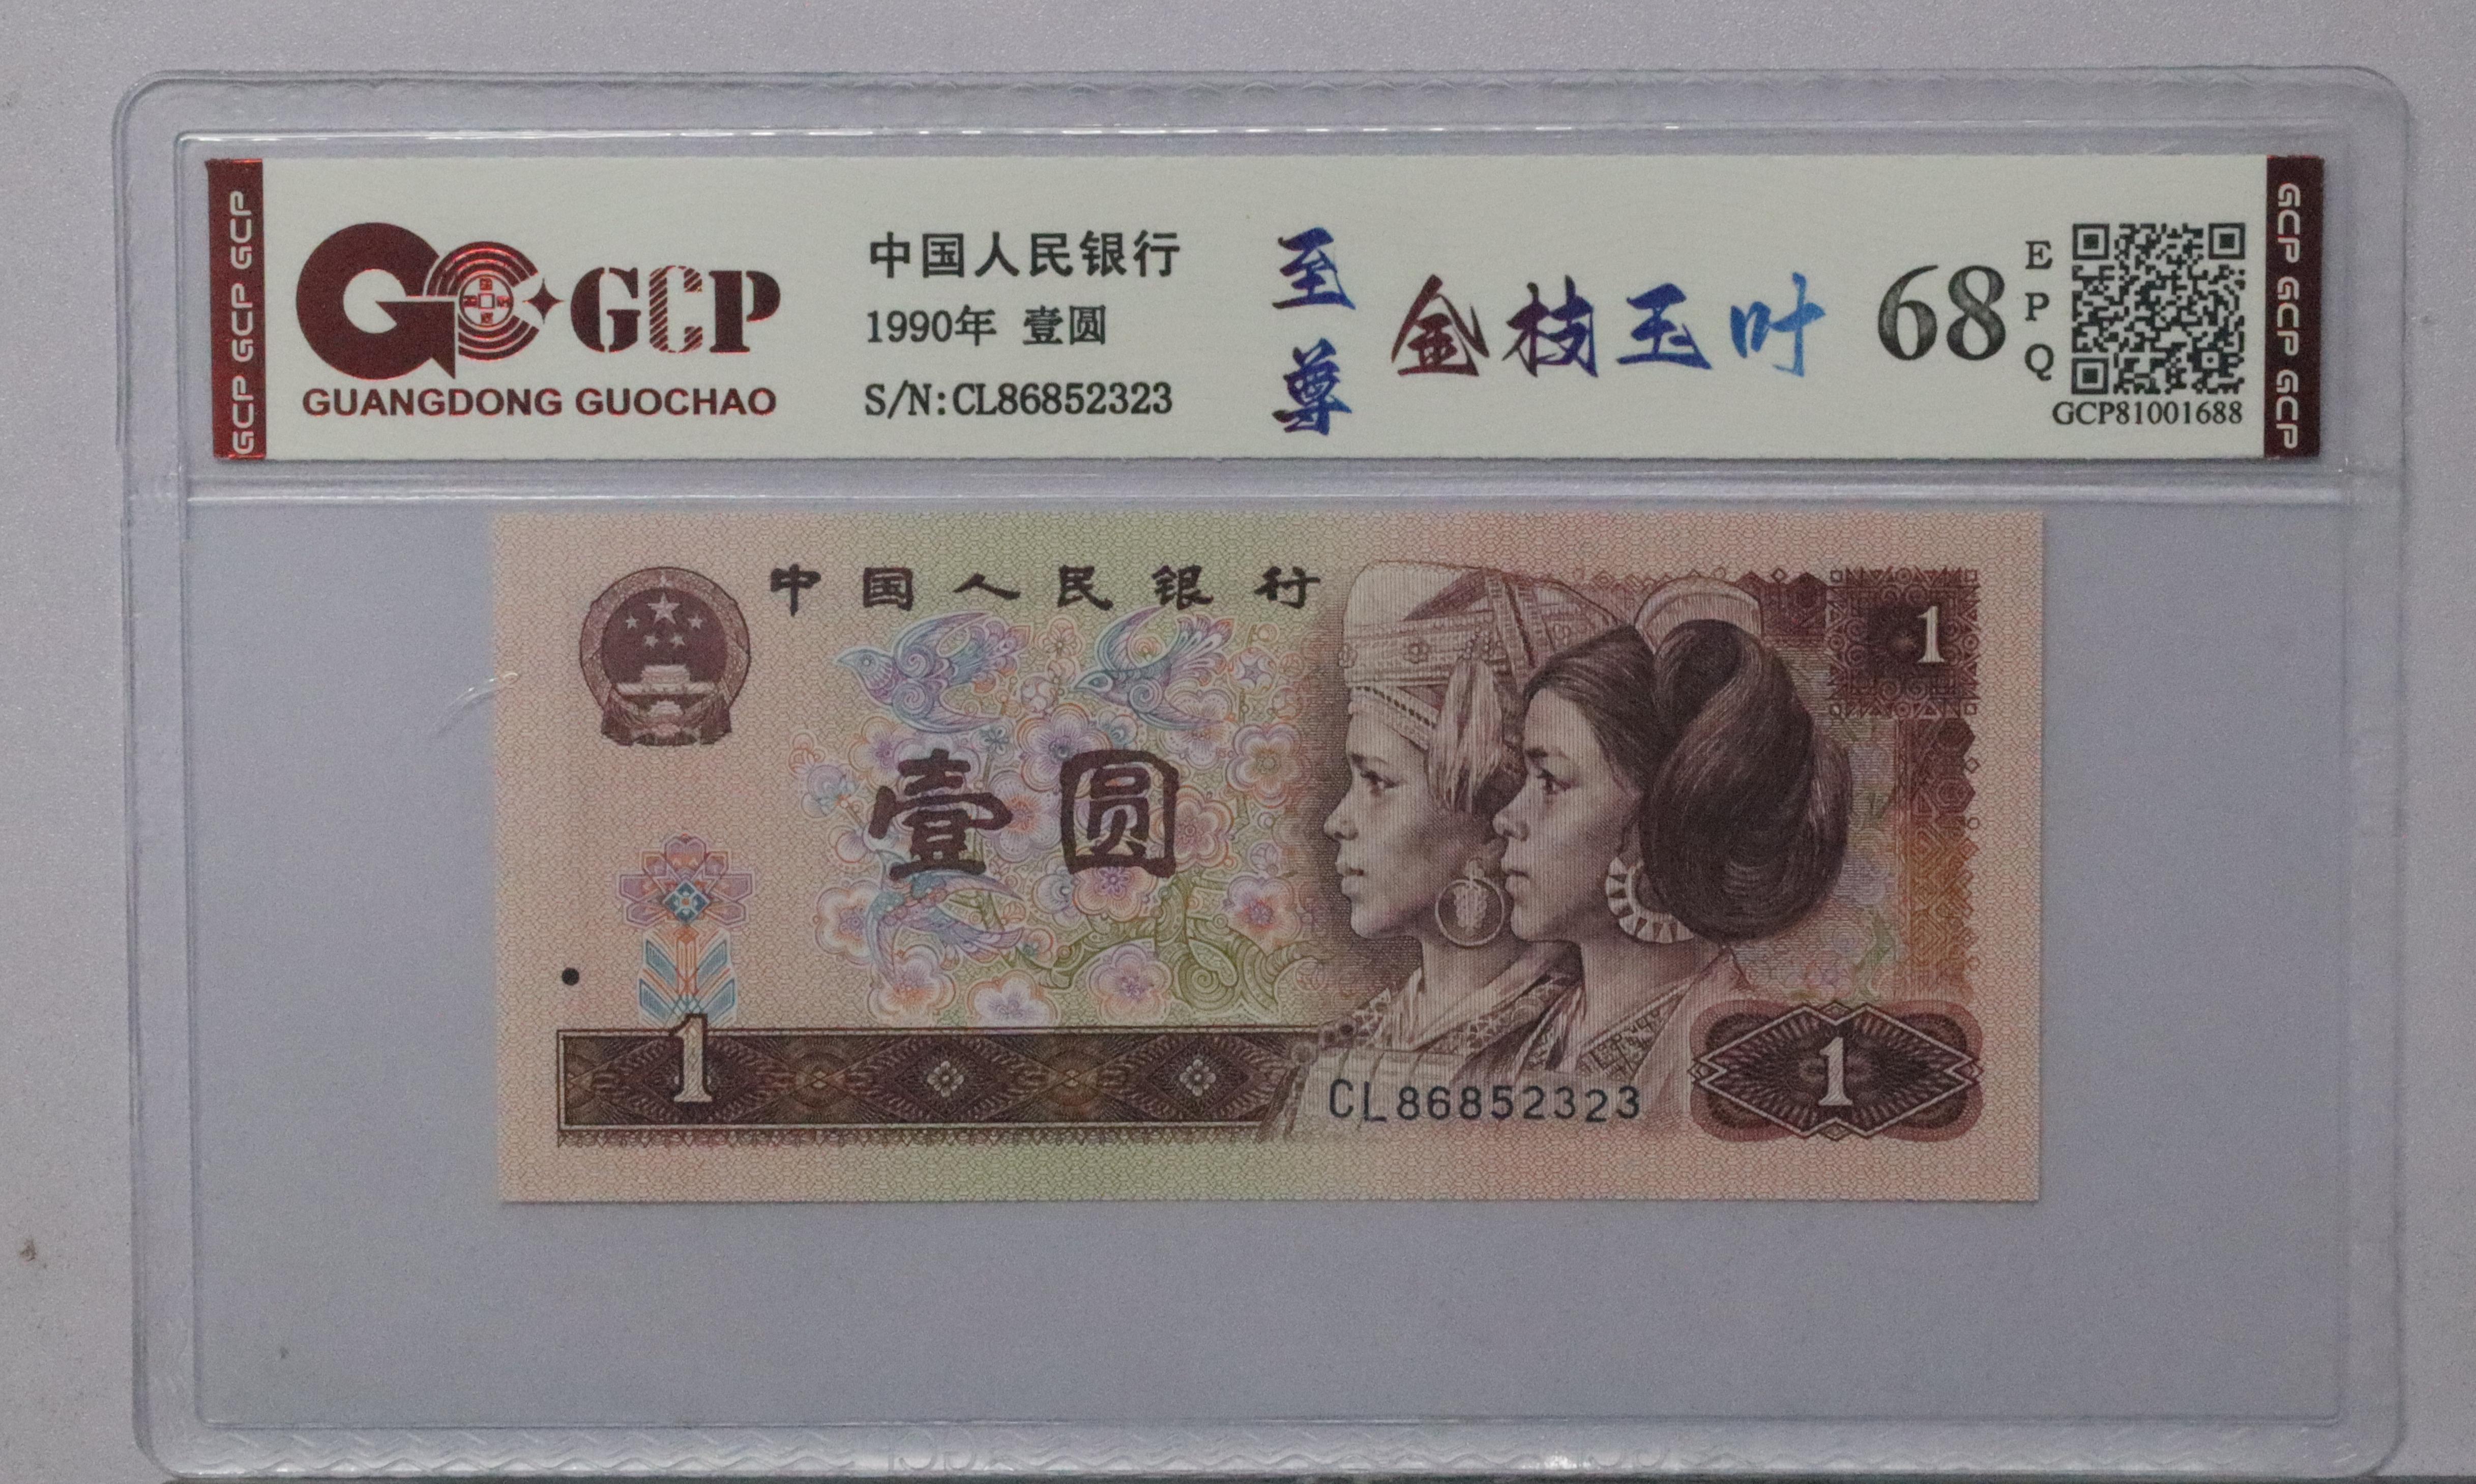 GCP GCP GCP
GCP
GUANGDONG GUOCHAO
中国人民银行
1990年 壹圆
S/N:CL86852323
至尊
金枝玉叶
68
EPQ
GCP81001688
GCP GCP GCP
中国人民银行
1
壹圆
1
CL86852323
1